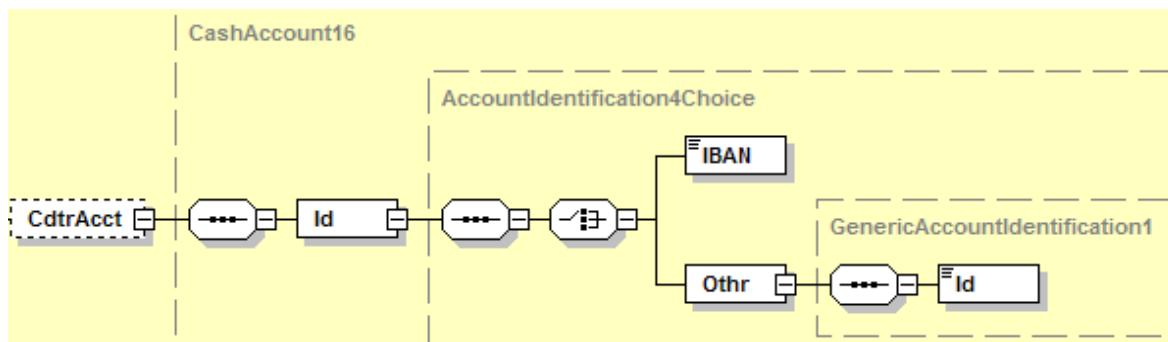 CashAccount16
AccountIdentification4Choice
IBAN
CdtrAcct
Id
GenericAccountIdentification1
Othr
Id